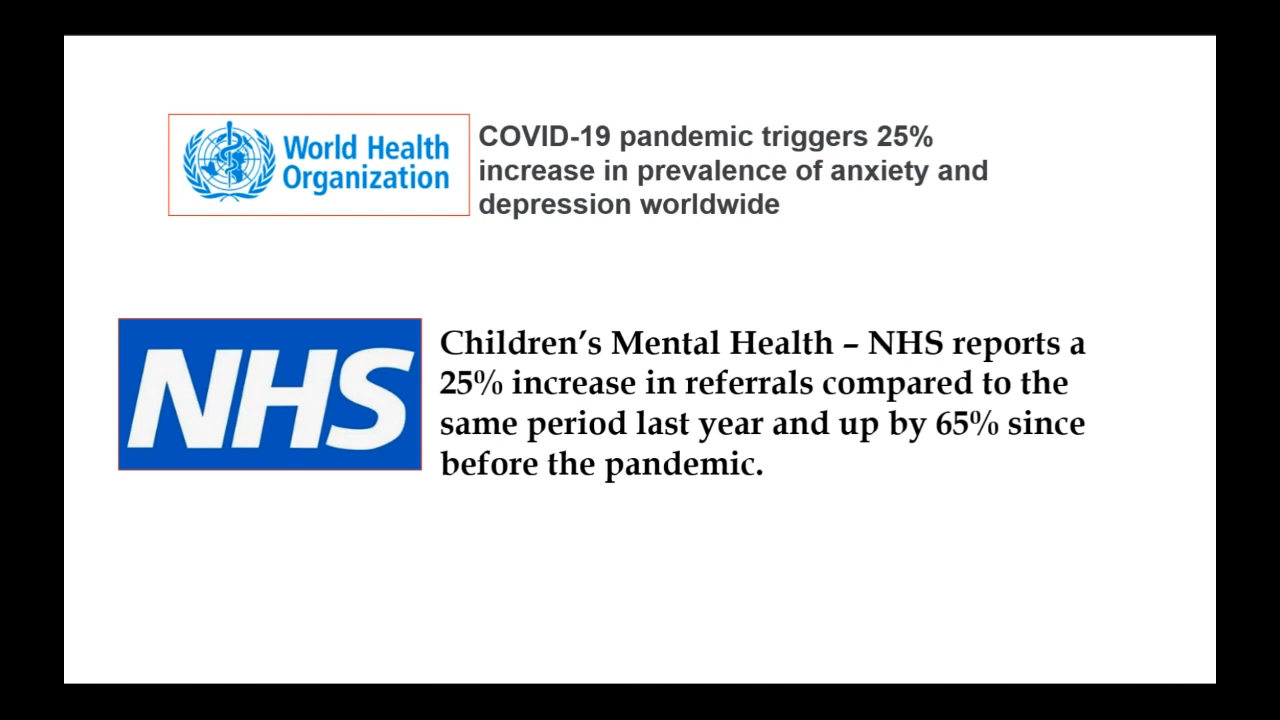 World Health
Organization
COVID-19 pandemic triggers 25%
increase in prevalence of anxiety and
depression worldwide
NHS
Children’s Mental Health – NHS reports a
25% increase in referrals compared to the
same period last year and up by 65% since
before the pandemic.